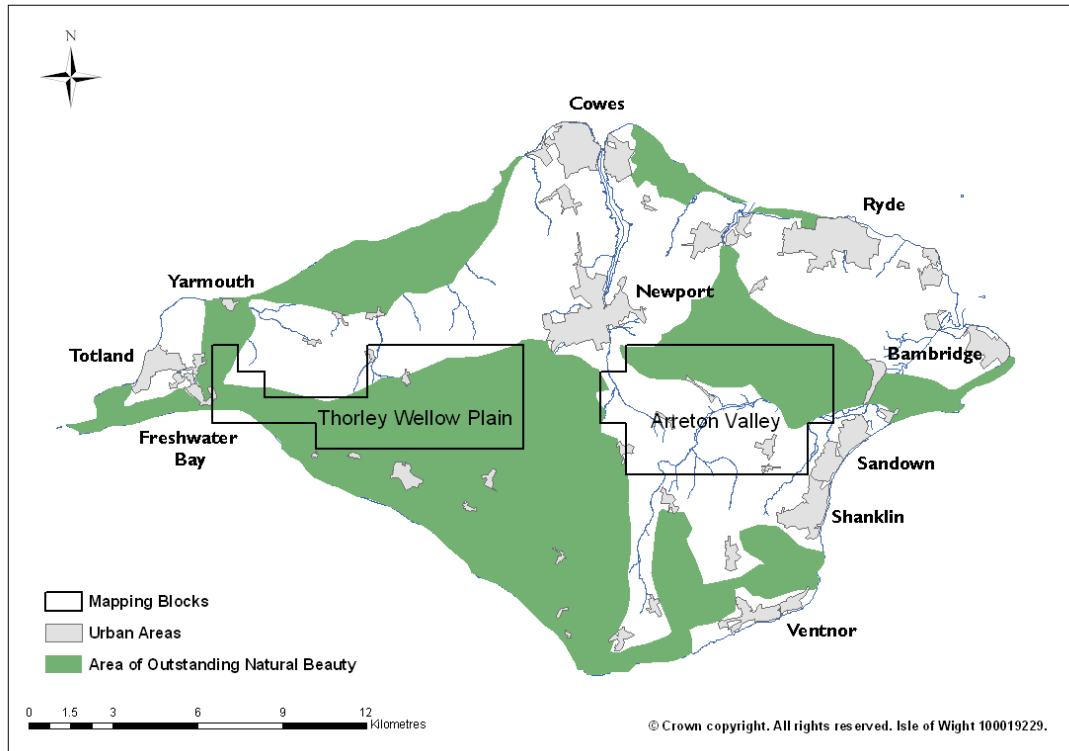 N
Cowes
Ryde
Yarmouth
Newport
Totland
Bambridge
Thorley Wellow Plain
Arreton Valley
Freshwater
Bay
Sandown
Shanklin
Ventnor
Mapping Blocks
Urban Areas
Area of Outstanding Natural Beauty
0 1.5 3 6 9 12
Kilometres
© Crown copyright. All rights reserved. Isle of Wight 100019229.